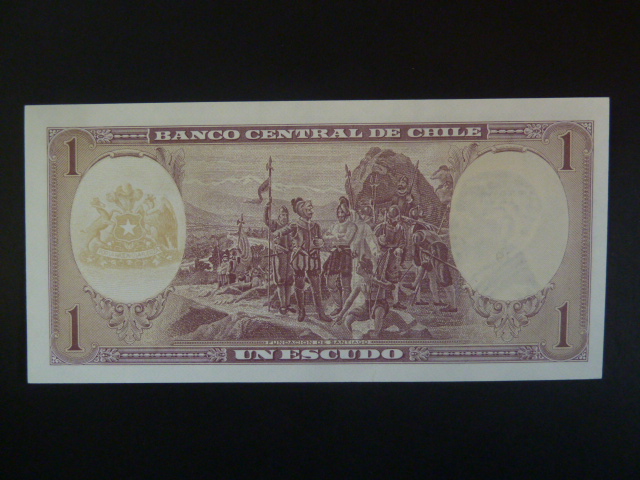 BANCO CENTRAL DE CHILE
1 1
FUNDACION DE SANTIAGO
1 1
UN ESCUDO